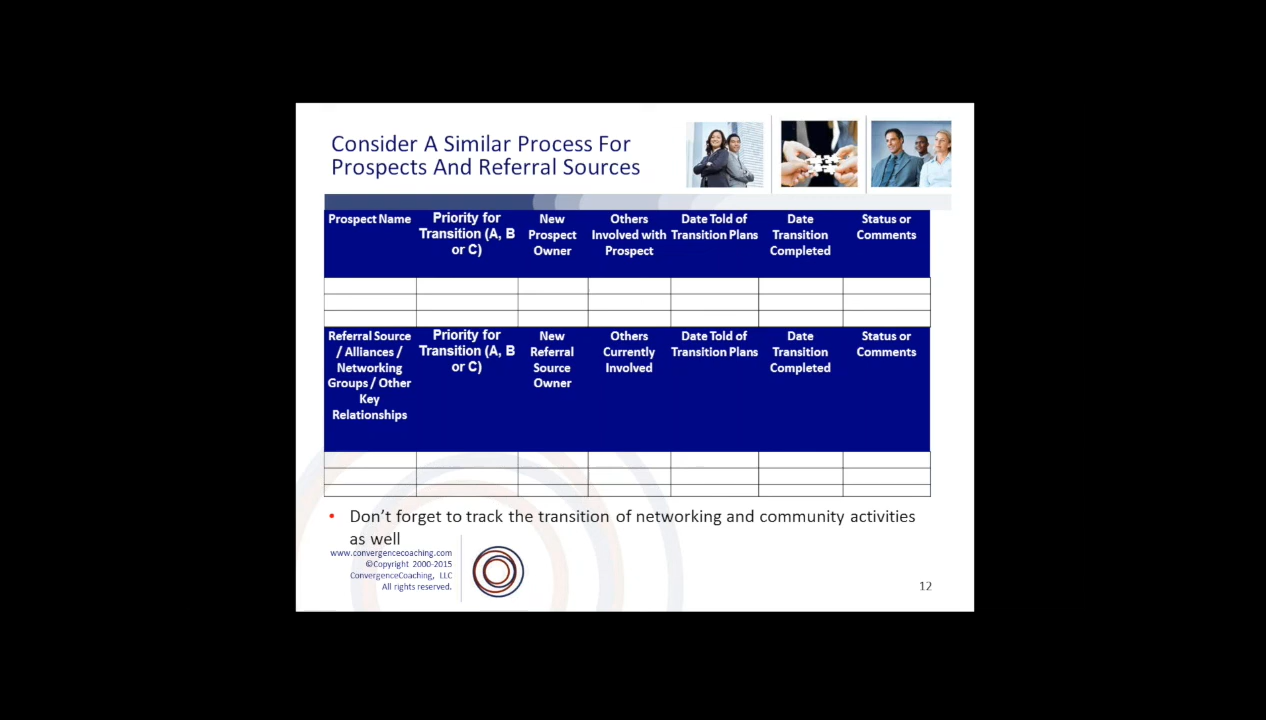 Consider A Similar Process For
Prospects And Referral Sources
Prospect Name
Priority for
Transition (A, B
or C)
New
Prospect
Owner
Others
Involved with
Prospect
Date Told of
Transition Plans
Date
Transition
Completed
Status or
Comments
Referral Source
/ Alliances /
Networking
Groups / Other
Key
Relationships
Priority for
Transition (A, B
or C)
New
Referral
Source
Owner
Others
Currently
Involved
Date Told of
Transition Plans
Date
Transition
Completed
Status or
Comments
• Don’t forget to track the transition of networking and community activities
as well
www.convergencecoaching.com
©Copyright 2000-2015
ConvergenceCoaching, LLC
All rights reserved.
12